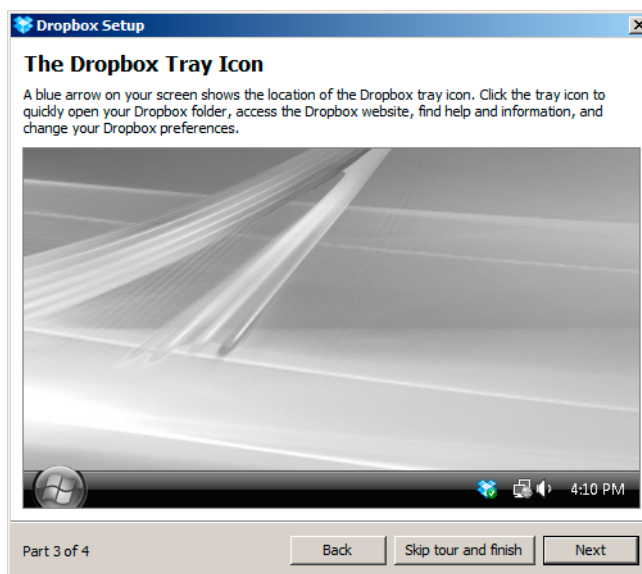 Dropbox Setup
The Dropbox Tray Icon
A blue arrow on your screen shows the location of the Dropbox tray icon. Click the tray icon to
quickly open your Dropbox folder, access the Dropbox website, find help and information, and
change your Dropbox preferences.
4:10 PM
Part 3 of 4
Back
Skip tour and finish
Next